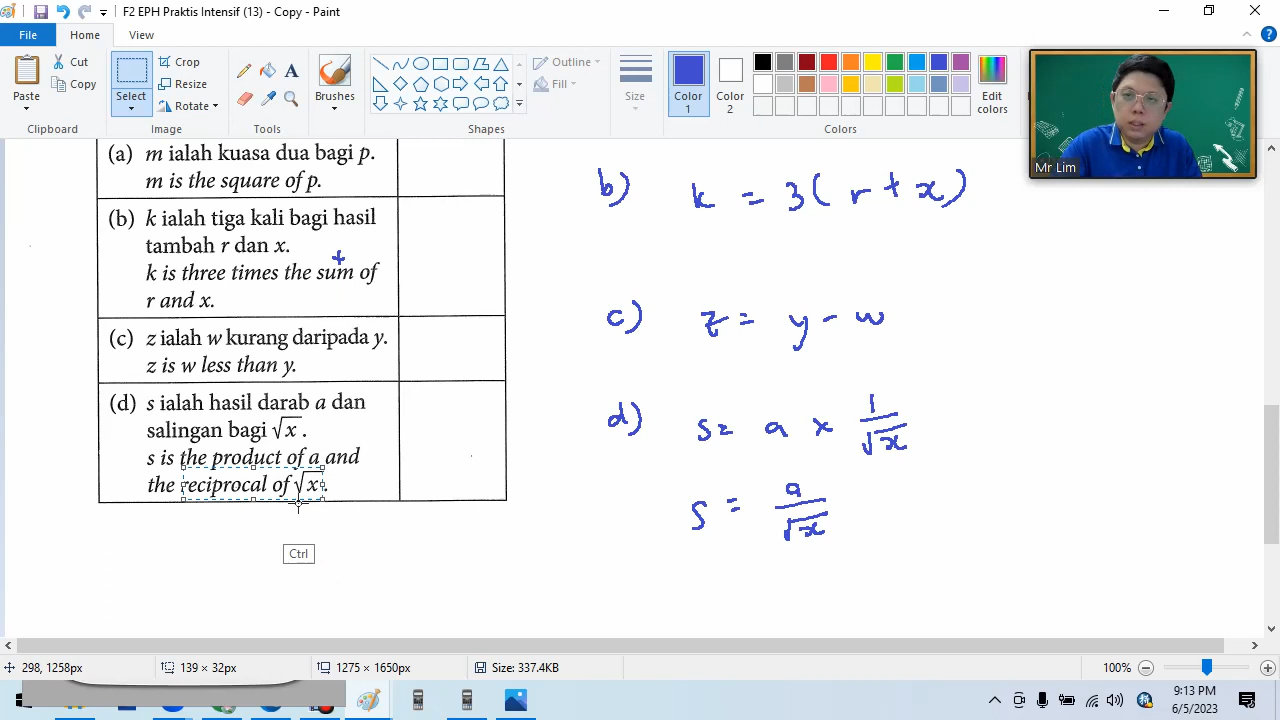 F2 EPH Praktis Intensif (13) - Copy - Paint
File Home View
Paste
Cut
Copy
Clipboard
Select
Crop
Resize
Rotate
Image
Tools
Brushes
Shapes
Outline
Fill
Size
Color 1
Color 2
Edit colors
Colors
Mr Lim
(a) m ialah kuasa dua bagi p.
m is the square of p.
(b) k ialah tiga kali bagi hasil
tambah r dan x.
+
k is three times the sum of
r and x.
(c) z ialah w kurang daripada y.
z is w less than y.
(d) s ialah hasil darab a dan
salingan bagi √x.
s is the product of a and
the reciprocal of √x.
b) k = 3(r + x)
c) z = y - w
d) s = a × 1/√x
s = a/√x
Ctrl
298, 1258px 139 × 32px 1275 × 1650px Size: 337.4KB 100%
9:13 PM
6/5/2023